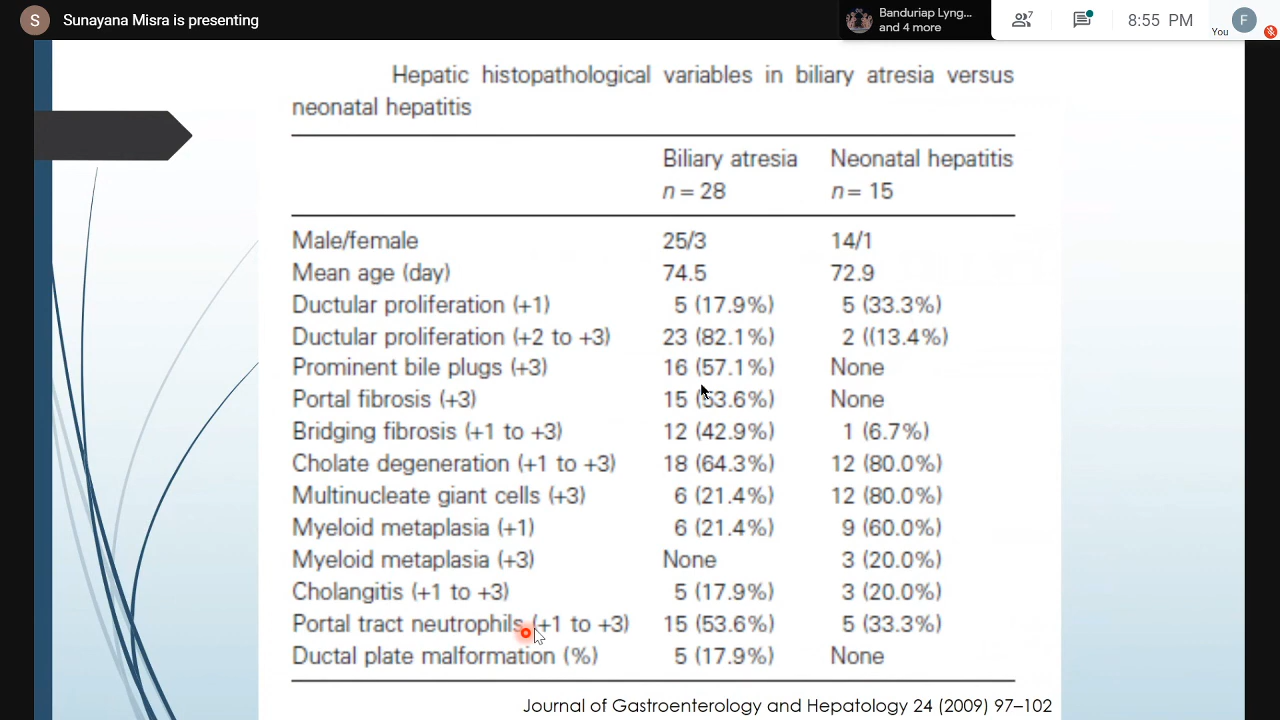 S Sunayana Misra is presenting
Banduriap Lyng...
and 4 more
7
8:55 PM
You
F
Hepatic histopathological variables in biliary atresia versus
neonatal hepatitis
Biliary atresia Neonatal hepatitis
n = 28 n = 15
Male/female 25/3 14/1
Mean age (day) 74.5 72.9
Ductular proliferation (+1) 5 (17.9%) 5 (33.3%)
Ductular proliferation (+2 to +3) 23 (82.1%) 2 ((13.4%)
Prominent bile plugs (+3) 16 (57.1%) None
Portal fibrosis (+3) 15 (53.6%) None
Bridging fibrosis (+1 to +3) 12 (42.9%) 1 (6.7%)
Cholate degeneration (+1 to +3) 18 (64.3%) 12 (80.0%)
Multinucleate giant cells (+3) 6 (21.4%) 12 (80.0%)
Myeloid metaplasia (+1) 6 (21.4%) 9 (60.0%)
Myeloid metaplasia (+3) None 3 (20.0%)
Cholangitis (+1 to +3) 5 (17.9%) 3 (20.0%)
Portal tract neutrophils (+1 to +3) 15 (53.6%) 5 (33.3%)
Ductal plate malformation (%) 5 (17.9%) None
Journal of Gastroenterology and Hepatology 24 (2009) 97–102